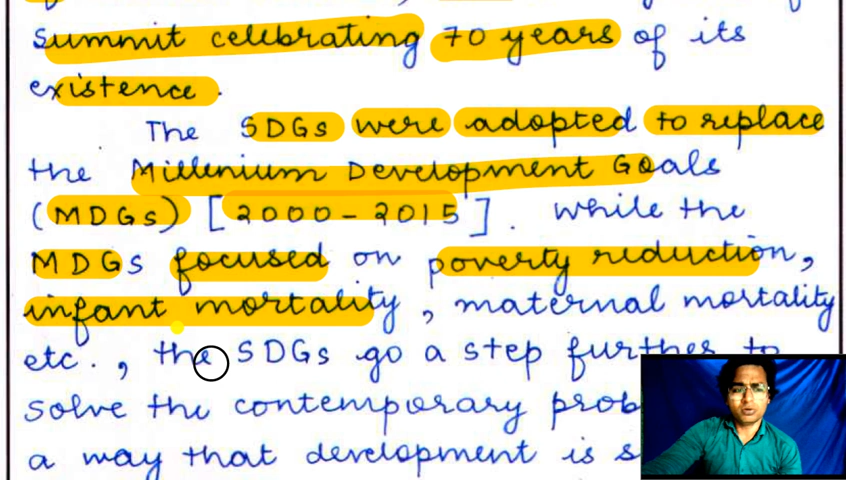 summit celebrating 70 years of its
existence.
The SDGs were adopted to replace
the Millenium Development Goals
(MDGs) [2000-2015]. While the
MDGs focused on poverty reduction,
infant mortality, maternal mortality
etc., the SDGs go a step further to
solve the contemporary
a way that development is